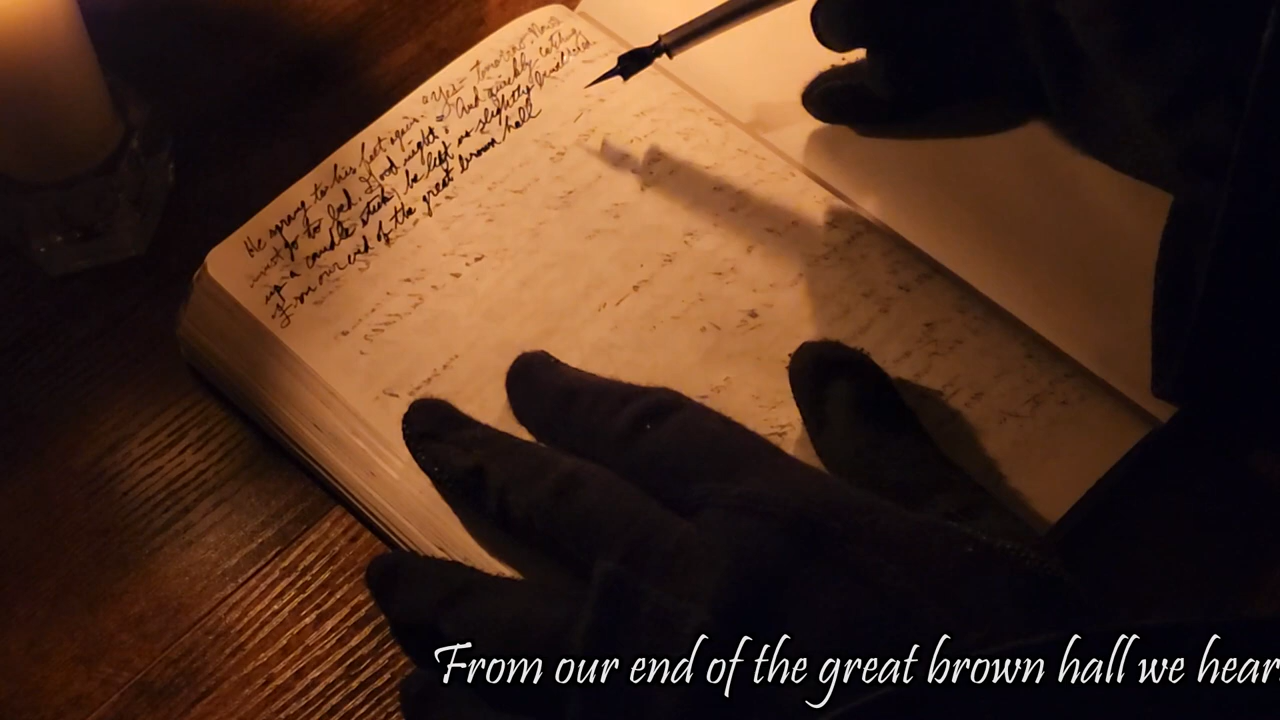 He sprang to his feet again. "Yes- tomorrow. Now
must go to bed. Good night." And quickly catching
up a candle stick, he left us slightly bewildered.
From our end of the great brown hall
From our end of the great brown hall we hear